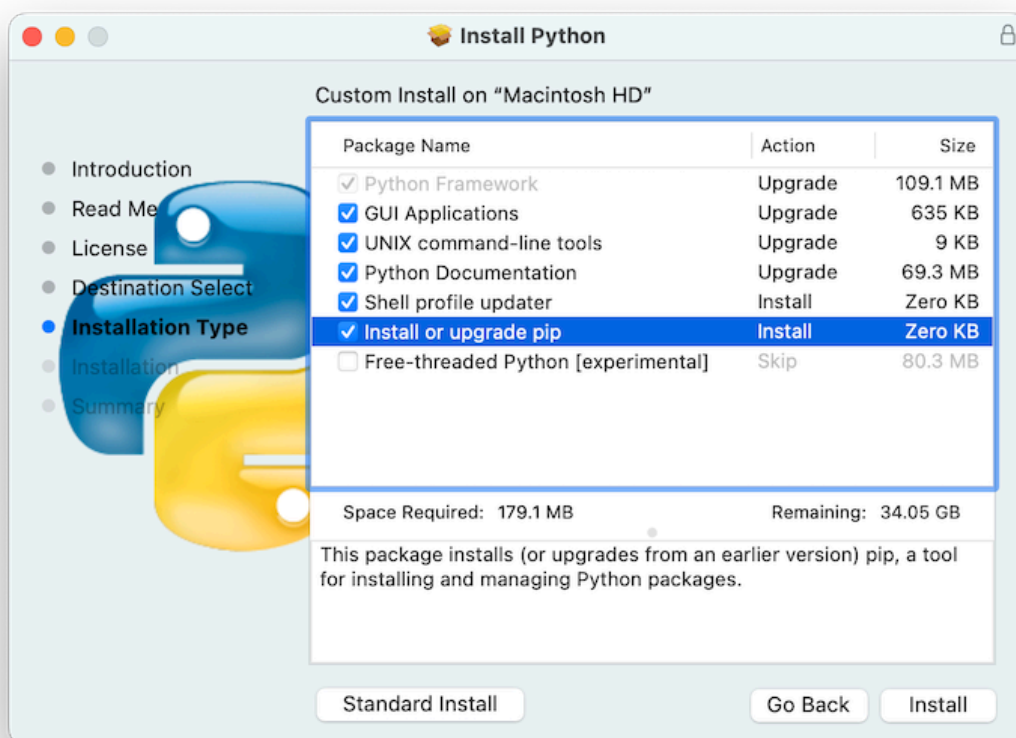 Install Python
Custom Install on “Macintosh HD”
Introduction
Read Me
License
Destination Select
Installation Type
Installation
Summary
Package Name Action Size
Python Framework Upgrade 109.1 MB
GUI Applications Upgrade 635 KB
UNIX command-line tools Upgrade 9 KB
Python Documentation Upgrade 69.3 MB
Shell profile updater Install Zero KB
Install or upgrade pip Install Zero KB
Free-threaded Python [experimental] Skip 80.3 MB
Space Required: 179.1 MB Remaining: 34.05 GB
This package installs (or upgrades from an earlier version) pip, a tool
for installing and managing Python packages.
Standard Install Go Back Install